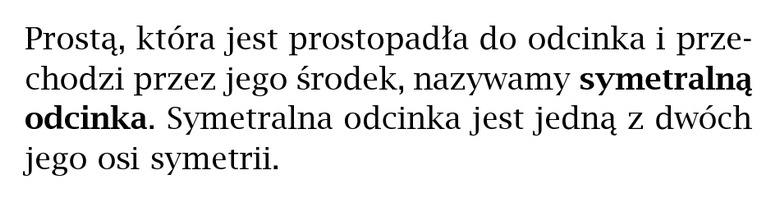 Prostą, która jest prostopadła do odcinka i prze-
chodzi przez jego środek, nazywamy symetralną
odcinka. Symetralna odcinka jest jedną z dwóch
jego osi symetrii.